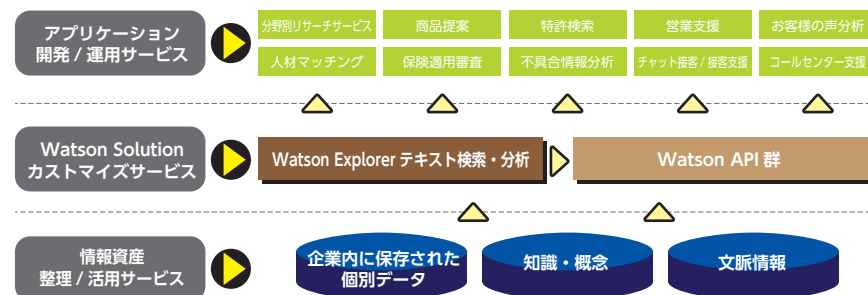 アプリケーション
開発 / 運用サービス
分野別リサーチサービス
商品提案
特許検索
営業支援
お客様の声分析
人材マッチング
保険適用審査
不具合情報分析
チャット接客 / 接客支援
コールセンター支援
Watson Solution
カストマイズサービス
Watson Explorer テキスト検索・分析
Watson API 群
情報資産
整理 / 活用サービス
企業内に保存された
個別データ
知識・概念
文脈情報